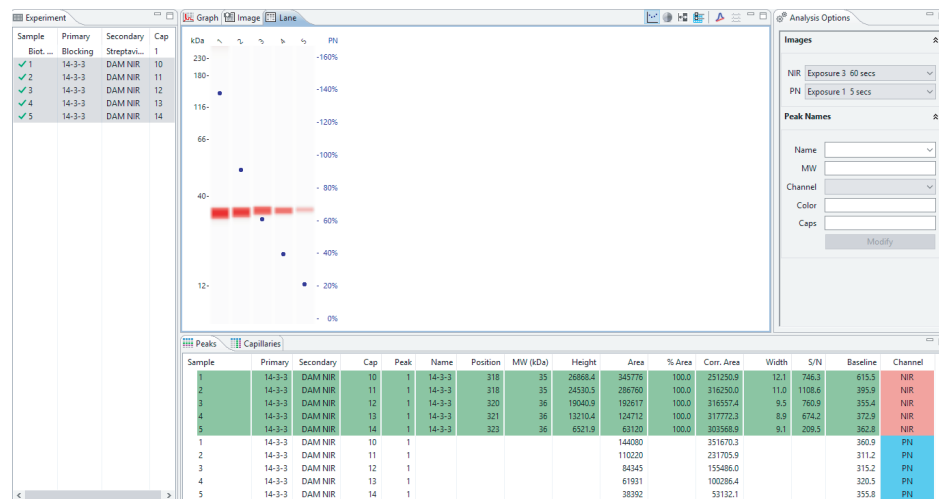 Experiment
Sample Primary Secondary Cap
Biot. ... Blocking Streptavi... 1
1 14-3-3 DAM NIR 10
2 14-3-3 DAM NIR 11
3 14-3-3 DAM NIR 12
4 14-3-3 DAM NIR 13
5 14-3-3 DAM NIR 14
Graph Image Lane
kDa 1 2 3 4 5 PN
230-
180-
116-
66-
40-
12-
-160%
-140%
-120%
-100%
- 80%
- 60%
- 40%
- 20%
- 0%
Analysis Options
Images
NIR Exposure 3 60 secs
PN Exposure 1 5 secs
Peak Names
Name
MW
Channel
Color
Caps
Modify
Peaks Capillaries
Sample Primary Secondary Cap Peak Name Position MW (kDa) Height Area % Area Corr. Area Width S/N Baseline Channel
1 14-3-3 DAM NIR 10 1 14-3-3 318 35 26868.4 345776 100.0 251250.9 12.1 746.3 615.5 NIR
2 14-3-3 DAM NIR 11 1 14-3-3 318 35 24530.5 286760 100.0 316250.0 11.0 1108.6 395.9 NIR
3 14-3-3 DAM NIR 12 1 14-3-3 320 36 19040.9 192617 100.0 316557.4 9.5 760.9 355.4 NIR
4 14-3-3 DAM NIR 13 1 14-3-3 321 36 13210.4 124712 100.0 317772.3 8.9 674.2 372.9 NIR
5 14-3-3 DAM NIR 14 1 14-3-3 323 36 6521.9 63120 100.0 303568.9 9.1 209.5 362.8 NIR
1 14-3-3 DAM NIR 10 1 144080 351670.3 360.9 PN
2 14-3-3 DAM NIR 11 1 110220 231705.9 311.2 PN
3 14-3-3 DAM NIR 12 1 84345 155486.0 315.2 PN
4 14-3-3 DAM NIR 13 1 61931 100286.4 320.5 PN
5 14-3-3 DAM NIR 14 1 38392 53132.1 355.8 PN